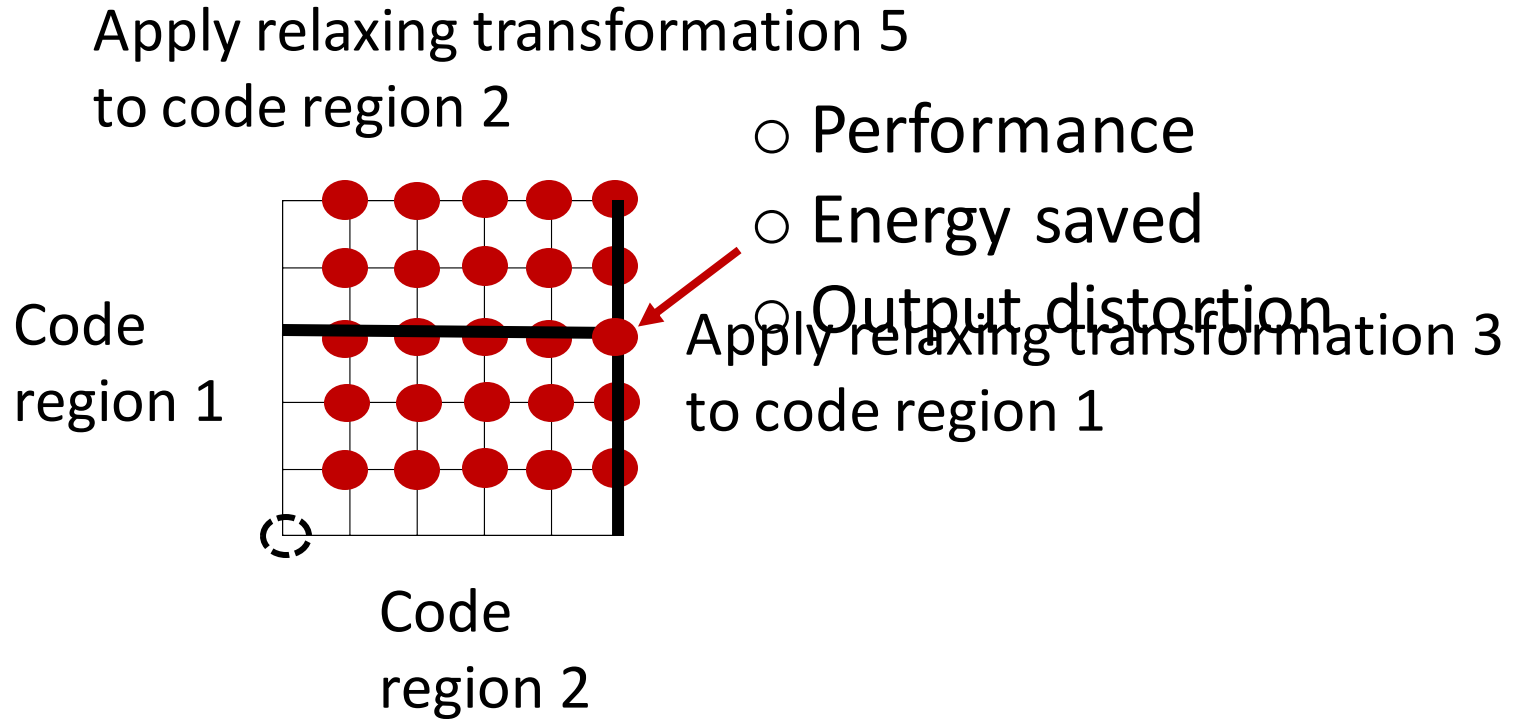 Apply relaxing transformation 5
to code region 2
○ Performance
○ Energy saved
○ Output distortion
Code
region 1
Apply relaxing transformation 3
to code region 1
Code
region 2